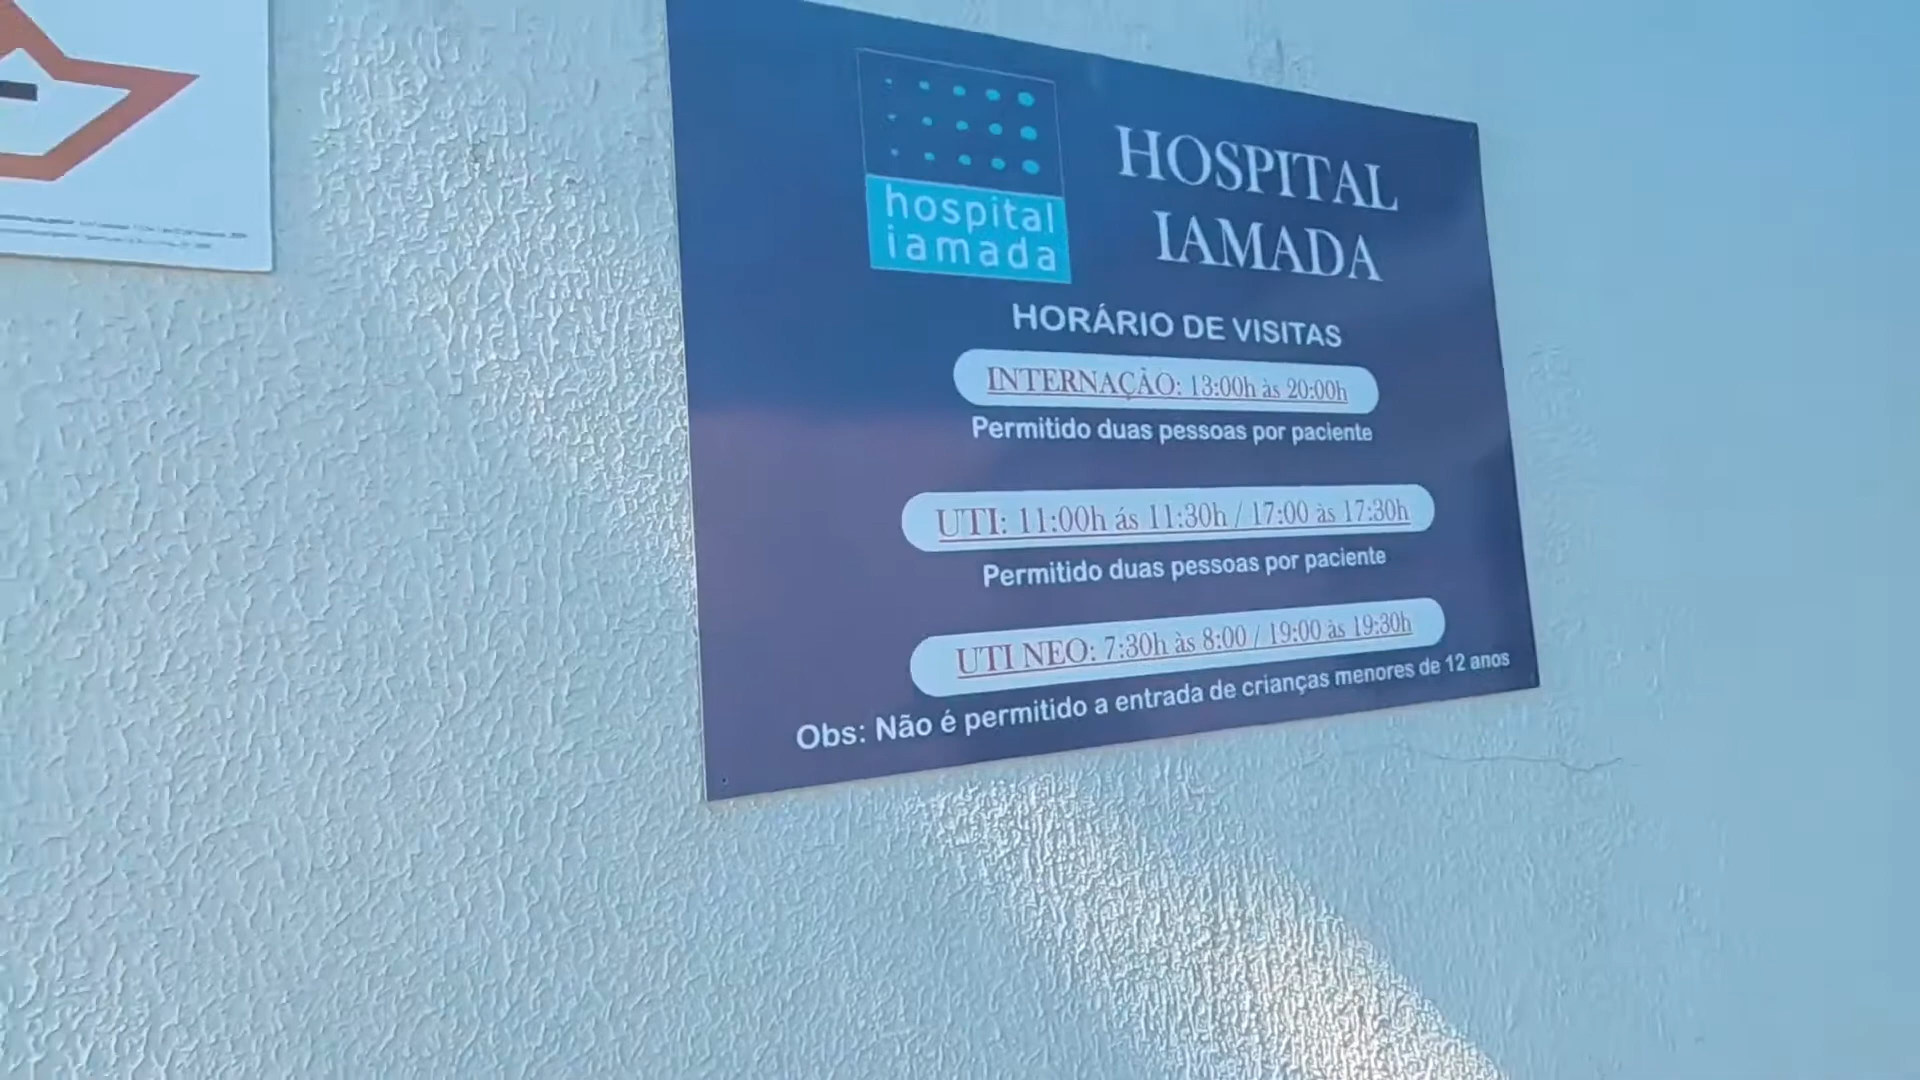 hospital
iamada
HOSPITAL
IAMADA
HORÁRIO DE VISITAS
INTERNAÇÃO: 13:00h às 20:00h
Permitido duas pessoas por paciente
UTI: 11:00h ás 11:30h / 17:00 às 17:30h
Permitido duas pessoas por paciente
UTI NEO: 7:30h às 8:00 / 19:00 às 19:30h
Obs: Não é permitido a entrada de crianças menores de 12 anos